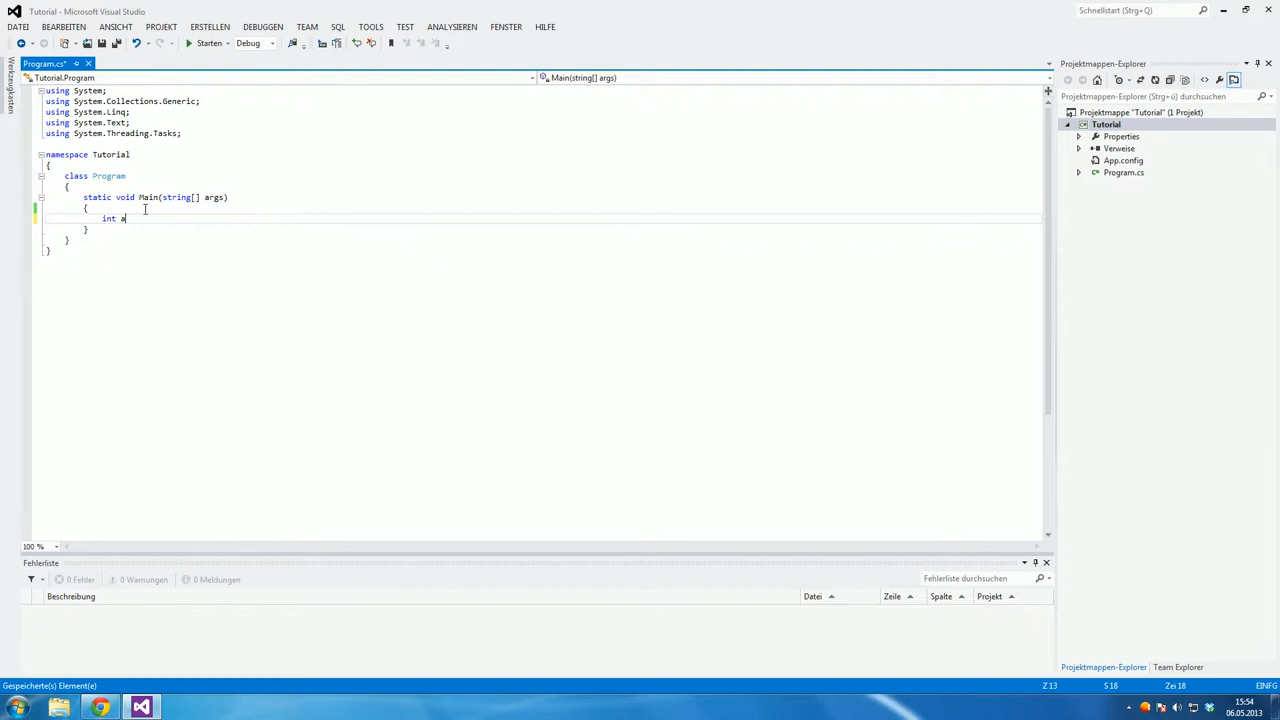 Tutorial - Microsoft Visual Studio
Schnellstart (Strg+Q)
DATEI BEARBEITEN ANSICHT PROJEKT ERSTELLEN DEBUGGEN TEAM SQL TOOLS TEST ANALYSIEREN FENSTER HILFE
Starten Debug
Werkzeugkasten
Program.cs*
Tutorial.Program
Main(string[] args)
using System;
using System.Collections.Generic;
using System.Linq;
using System.Text;
using System.Threading.Tasks;
namespace Tutorial
{
class Program
{
static void Main(string[] args)
{
int a
}
}
}
100 %
Projektmappen-Explorer
Projektmappen-Explorer (Strg+ü) durchsuchen
Projektmappe "Tutorial" (1 Projekt)
Tutorial
Properties
Verweise
App.config
Program.cs
Fehlerliste
0 Fehler 0 Warnungen 0 Meldungen
Fehlerliste durchsuchen
Beschreibung Datei Zeile Spalte Projekt
Projektmappen-Explorer Team Explorer
Gespeicherte(s) Element(e) Z 13 S 18 Zei 18 EINFG
15:54
06.05.2013